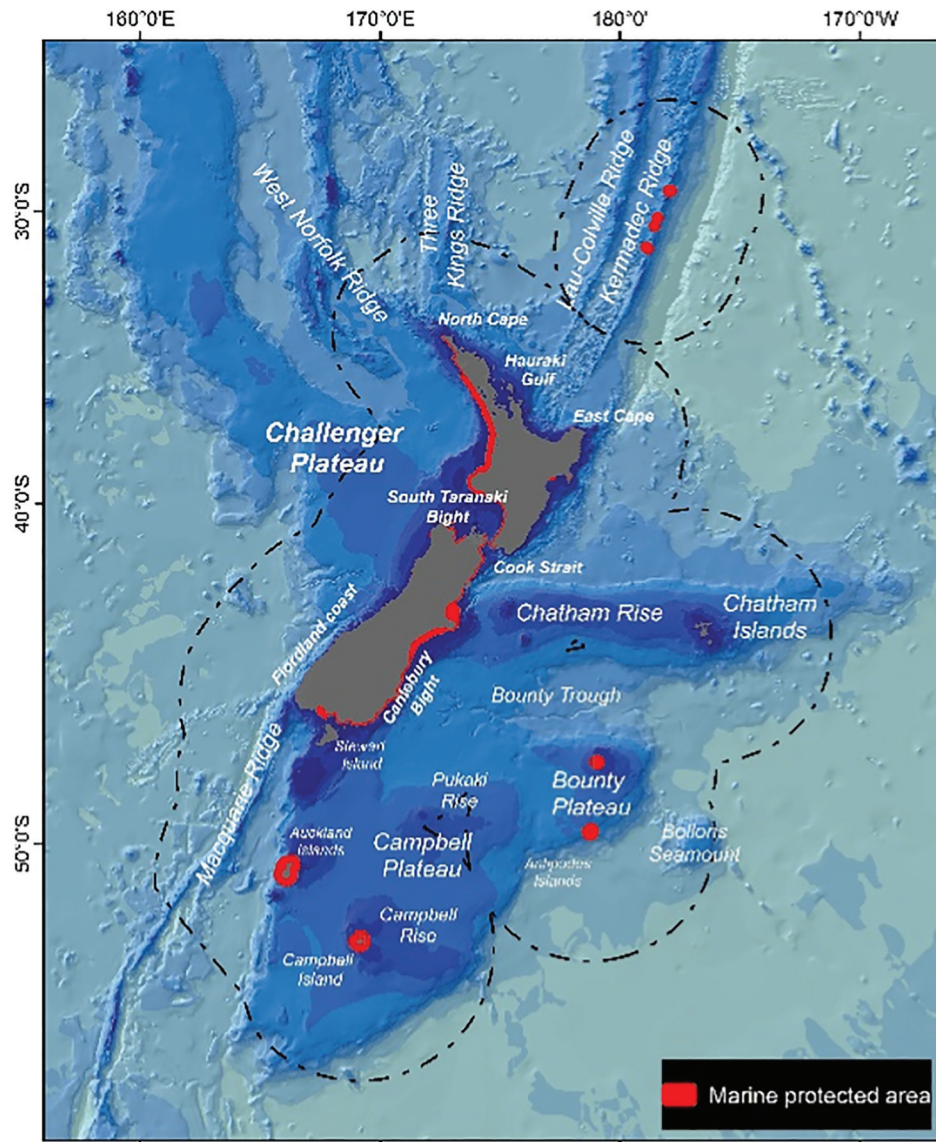 160°0'E 170°0'E 180°0' 170°0'W
30°0'S
40°0'S
50°0'S
West Norfolk Ridge
Three
Kings Ridge
Lau-Colville Ridge
Kermadec Ridge
North Cape
Hauraki
Gulf
East Cape
Challenger
Plateau
South Taranaki
Bight
Cook Strait
Chatham Rise
Chatham
Islands
Fiordland coast
Cantebury
Bight
Bounty Trough
Macquarie Ridge
Stewart
Island
Pukaki
Rise
Bounty
Plateau
Auckland
Islands
Campbell
Plateau
Antipodes
Islands
Bollons
Seamount
Campbell
Rise
Campbell
Island
Marine protected area